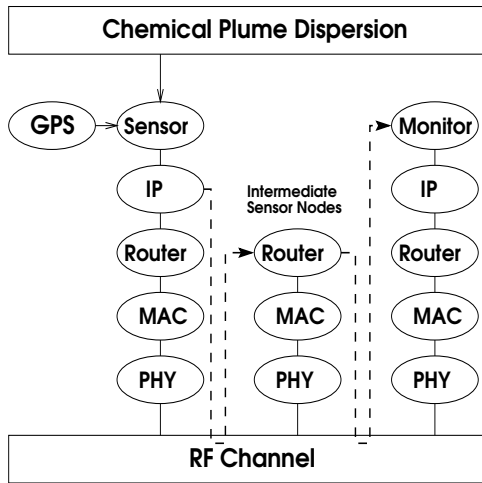 Chemical Plume Dispersion
GPS
Sensor
Monitor
IP
Intermediate
Sensor Nodes
IP
Router
Router
Router
MAC
MAC
MAC
PHY
PHY
PHY
RF Channel